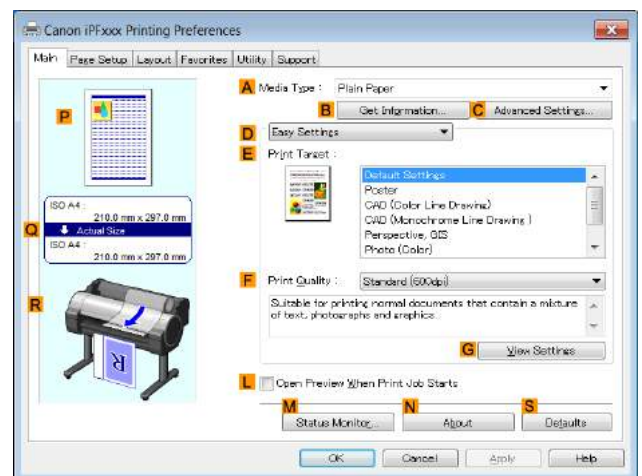 Canon iPFxxx Printing Preferences
Main Page Setup Layout Favorites Utility Support
P
ISO A4 :
210.0 mm x 297.0 mm
Q Actual Size
ISO A4 :
210.0 mm x 297.0 mm
R
R
A Media Type : Plain Paper
B Get Information... C Advanced Settings...
D Easy Settings
E Print Target :
Default Settings
Poster
CAD (Color Line Drawing)
CAD (Monochrome Line Drawing )
Perspective, GIS
Photo (Color)
F Print Quality : Standard (600dpi)
Suitable for printing normal documents that contain a mixture
of text, photographs and graphics.
G View Settings
L Open Preview When Print Job Starts
M N S
Status Monitor... About Defaults
OK Cancel Apply Help